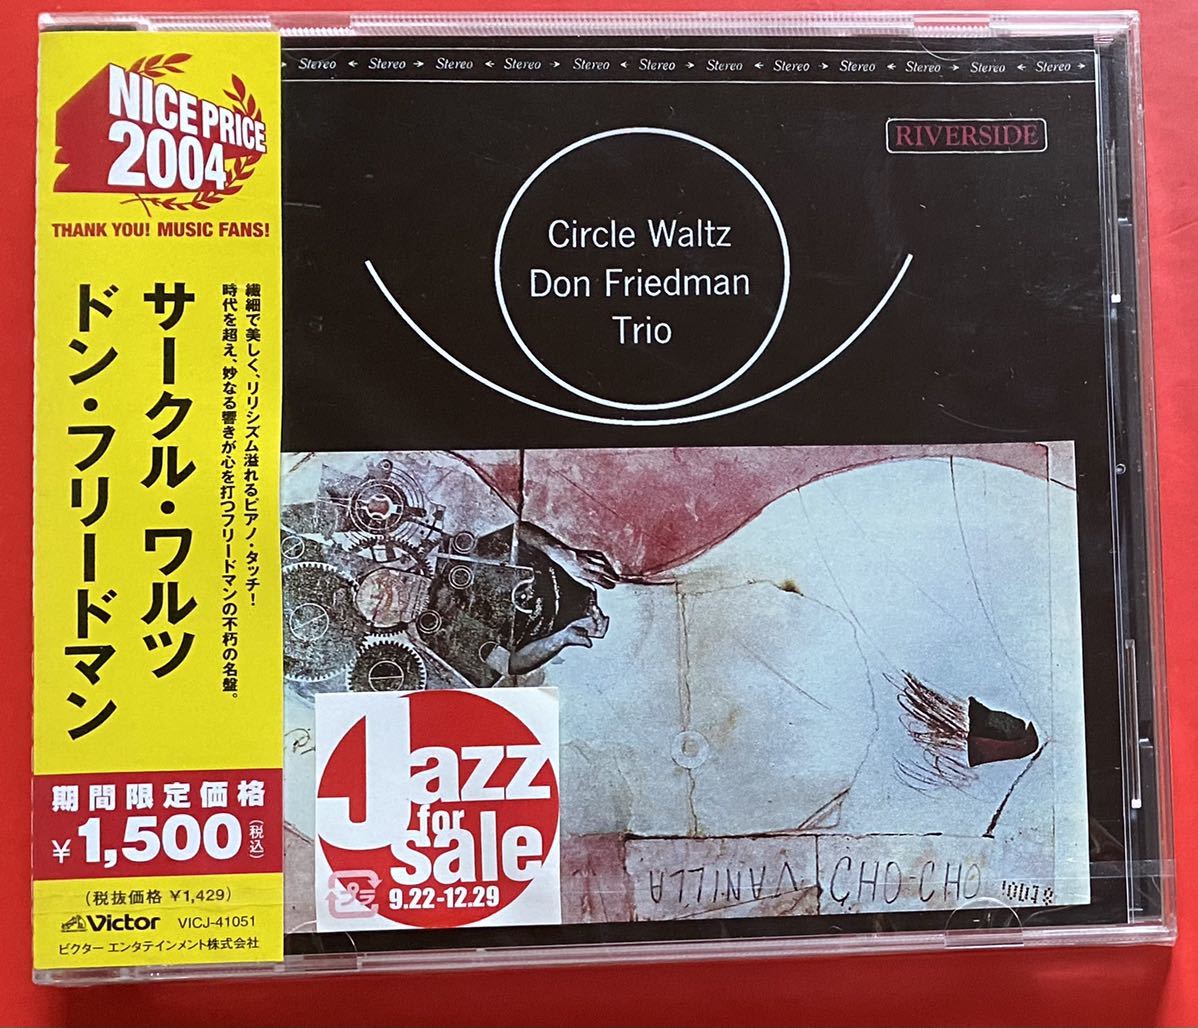 NICE PRICE
2004
THANK YOU! MUSIC FANS!
繊細で美しく、リリシズム溢れるピアノ・タッチ!
時代を超え、妙なる響きが心を打つフリードマンの不朽の名盤。
サークル・ワルツ
ドン・フリードマン
期間限定価格
¥1,500(税込)
(税抜価格 ¥1,429)
Victor VICJ-41051
ビクター エンタテインメント株式会社
→ Stereo ← Stereo → Stereo ← Stereo → Stereo ← Stereo → Stereo ← Stereo → Stereo ← Stereo → Stereo ← Stereo →
RIVERSIDE
Circle Waltz
Don Friedman
Trio
Jazz
for
sale
プラ
9.22-12.29
VANILLA CHO-CHO